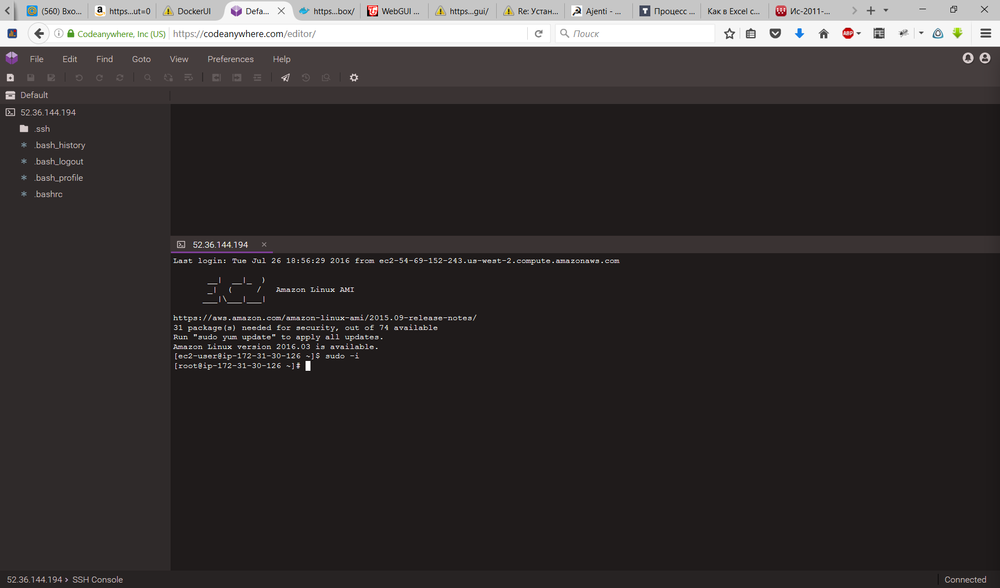 (560) Вхо...
https...ut=0
DockerUI
Defa...
https...box/
WebGUI ...
https...gui/
Re: Устан...
Ajenti - ...
Процесс ...
Как в Excel с...
Ис-2011-...
Codeanywhere, Inc (US)
https://codeanywhere.com/editor/
Поиск
ABP
File Edit Find Goto View Preferences Help
Default
52.36.144.194
.ssh
.bash_history
.bash_logout
.bash_profile
.bashrc
52.36.144.194
Last login: Tue Jul 26 18:56:29 2016 from ec2-54-69-152-243.us-west-2.compute.amazonaws.com
__|  __|_  )
_|  (     /   Amazon Linux AMI
___|\___|___|
https://aws.amazon.com/amazon-linux-ami/2015.09-release-notes/
31 package(s) needed for security, out of 74 available
Run "sudo yum update" to apply all updates.
Amazon Linux version 2016.03 is available.
[ec2-user@ip-172-31-30-126 ~]$ sudo -i
[root@ip-172-31-30-126 ~]#
52.36.144.194 > SSH Console
Connected